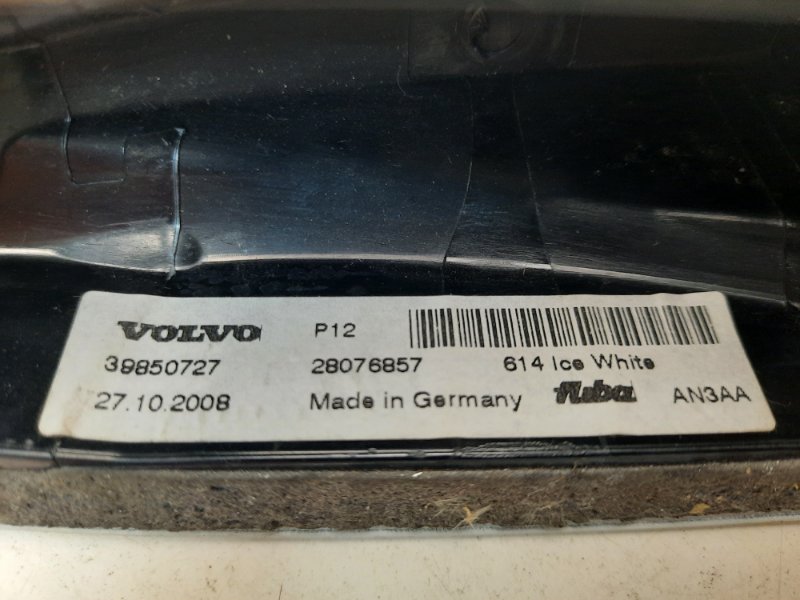 VOLVO P12
39850727 28076857 614 Ice White
27.10.2008 Made in Germany fuba AN3AA